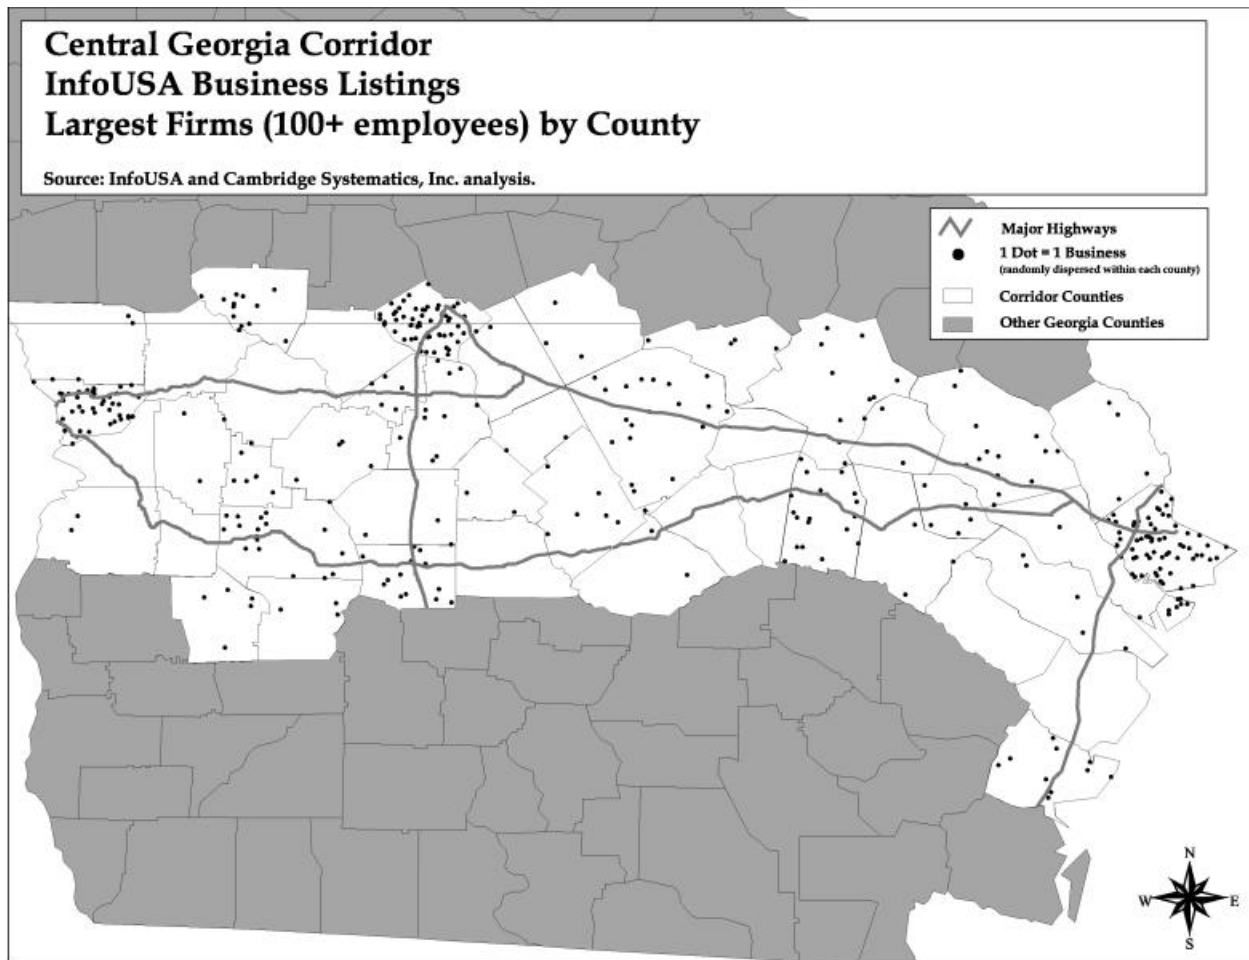 Central Georgia Corridor
InfoUSA Business Listings
Largest Firms (100+ employees) by County
Source: InfoUSA and Cambridge Systematics, Inc. analysis.
Major Highways
1 Dot = 1 Business
(randomly dispersed within each county)
Corridor Counties
Other Georgia Counties
N
W E
S